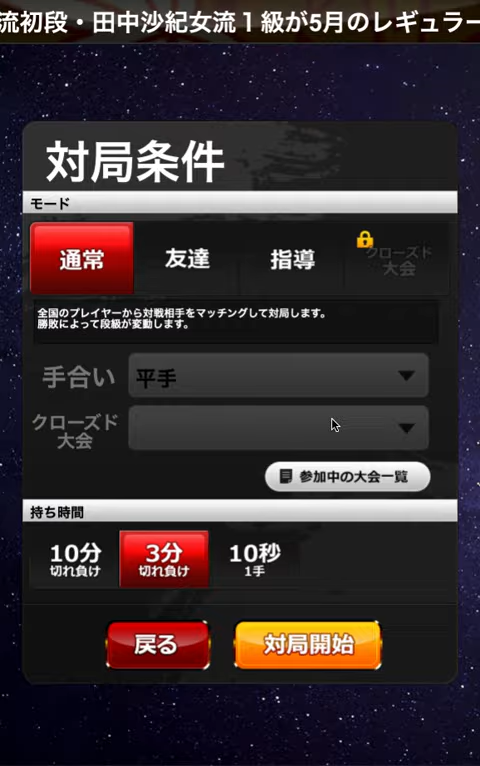 流初段・田中沙紀女流１級が5月のレギュラー
対局条件
モード
通常
友達
指導
クローズド
大会
全国のプレイヤーから対戦相手をマッチングして対局します。
勝敗によって段級が変動します。
手合い
平手
クローズド
大会
参加中の大会一覧
持ち時間
10分
切れ負け
3分
切れ負け
10秒
1手
戻る
対局開始